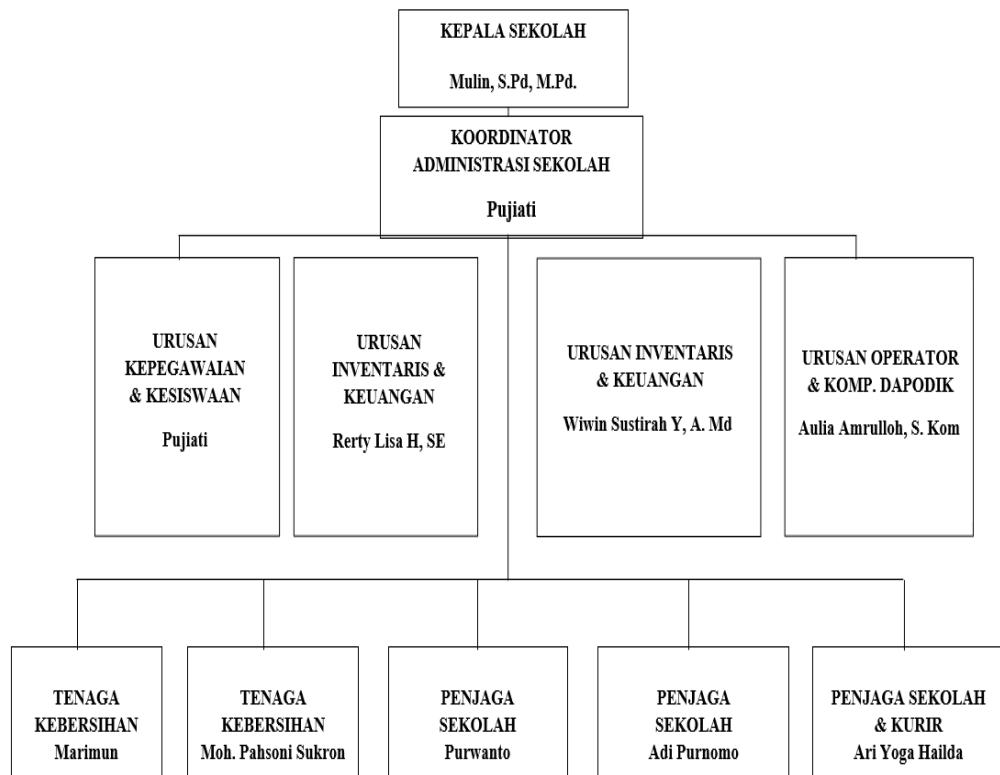 KEPALA SEKOLAH
Mulin, S.Pd, M.Pd.
KOORDINATOR
ADMINISTRASI SEKOLAH
Pujiati
URUSAN
KEPEGAWAIAN
& KESISWAAN
Pujiati
URUSAN
INVENTARIS &
KEUANGAN
Rerty Lisa H, SE
URUSAN INVENTARIS
& KEUANGAN
Wiwin Sustirah Y, A. Md
URUSAN OPERATOR
& KOMP. DAPODIK
Aulia Amrulloh, S. Kom
TENAGA
KEBERSIHAN
Marimun
TENAGA
KEBERSIHAN
Moh. Pahsoni Sukron
PENJAGA
SEKOLAH
Purwanto
PENJAGA
SEKOLAH
Adi Purnomo
PENJAGA SEKOLAH
& KURIR
Ari Yoga Hailda